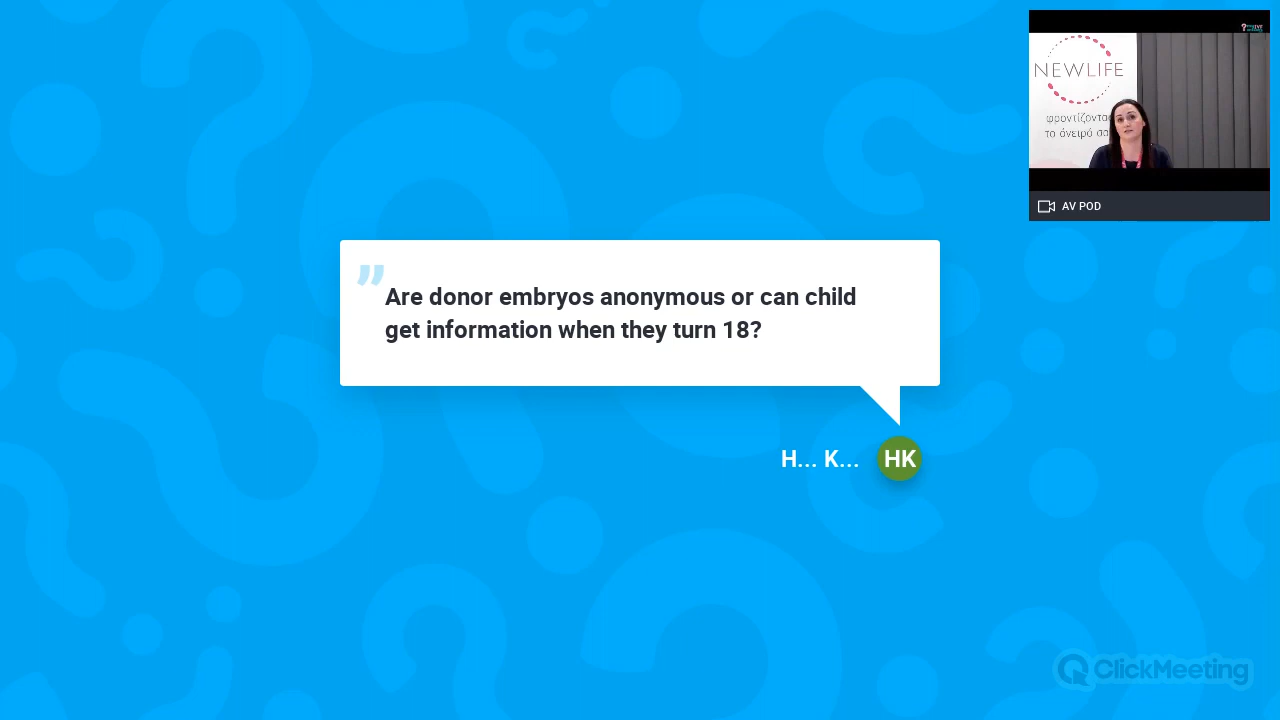 NEWLIFE
φροντίζοντας
το όνειρό σα
AV POD
”
Are donor embryos anonymous or can child
get information when they turn 18?
H... K...
HK
ClickMeeting